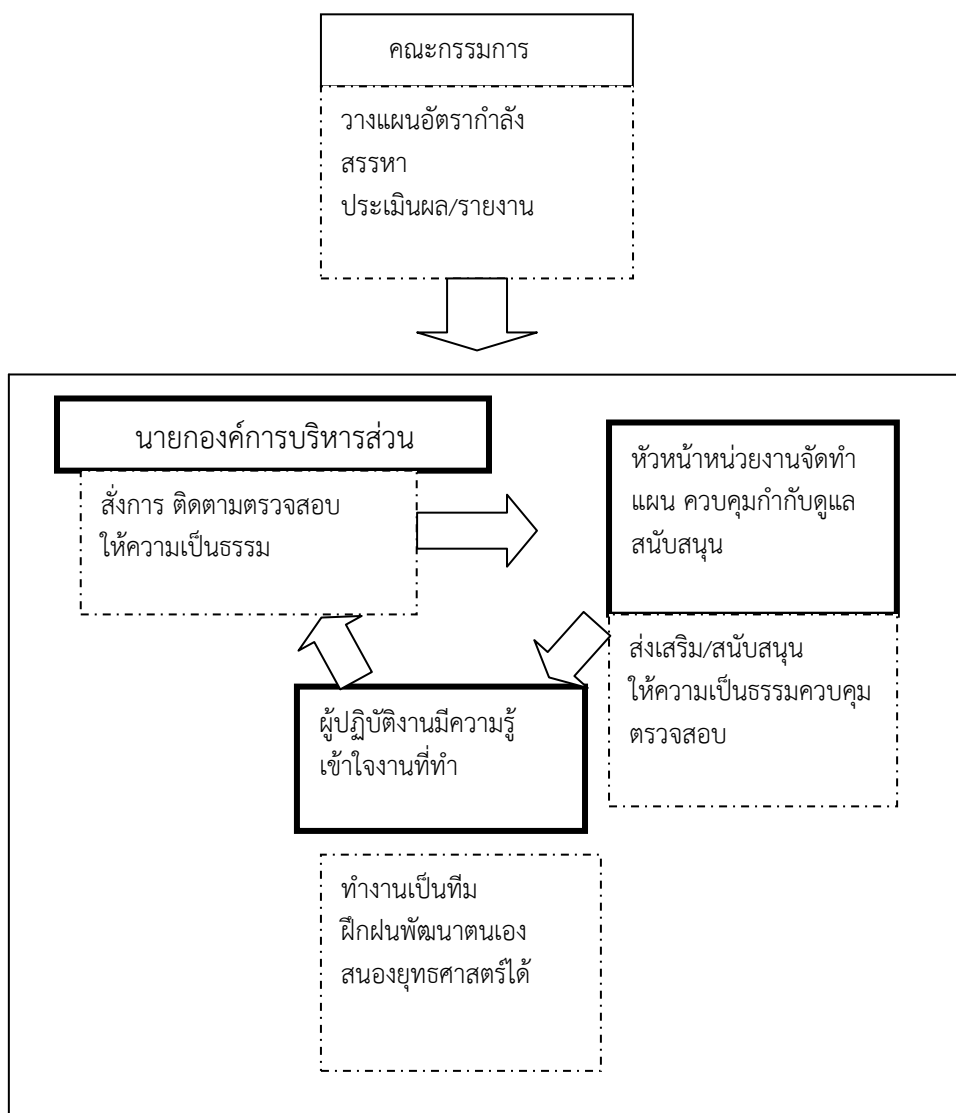 คณะกรรมการ
วางแผนอัตรากำลัง
สรรหา
ประเมินผล/รายงาน
นายกองค์การบริหารส่วน
สั่งการ ติดตามตรวจสอบ
ให้ความเป็นธรรม
หัวหน้าหน่วยงานจัดทำ
แผน ควบคุมกำกับดูแล
สนับสนุน
ส่งเสริม/สนับสนุน
ให้ความเป็นธรรมควบคุม
ตรวจสอบ
ผู้ปฏิบัติงานมีความรู้
เข้าใจงานที่ทำ
ทำงานเป็นทีม
ฝึกฝนพัฒนาตนเอง
สนองยุทธศาสตร์ได้